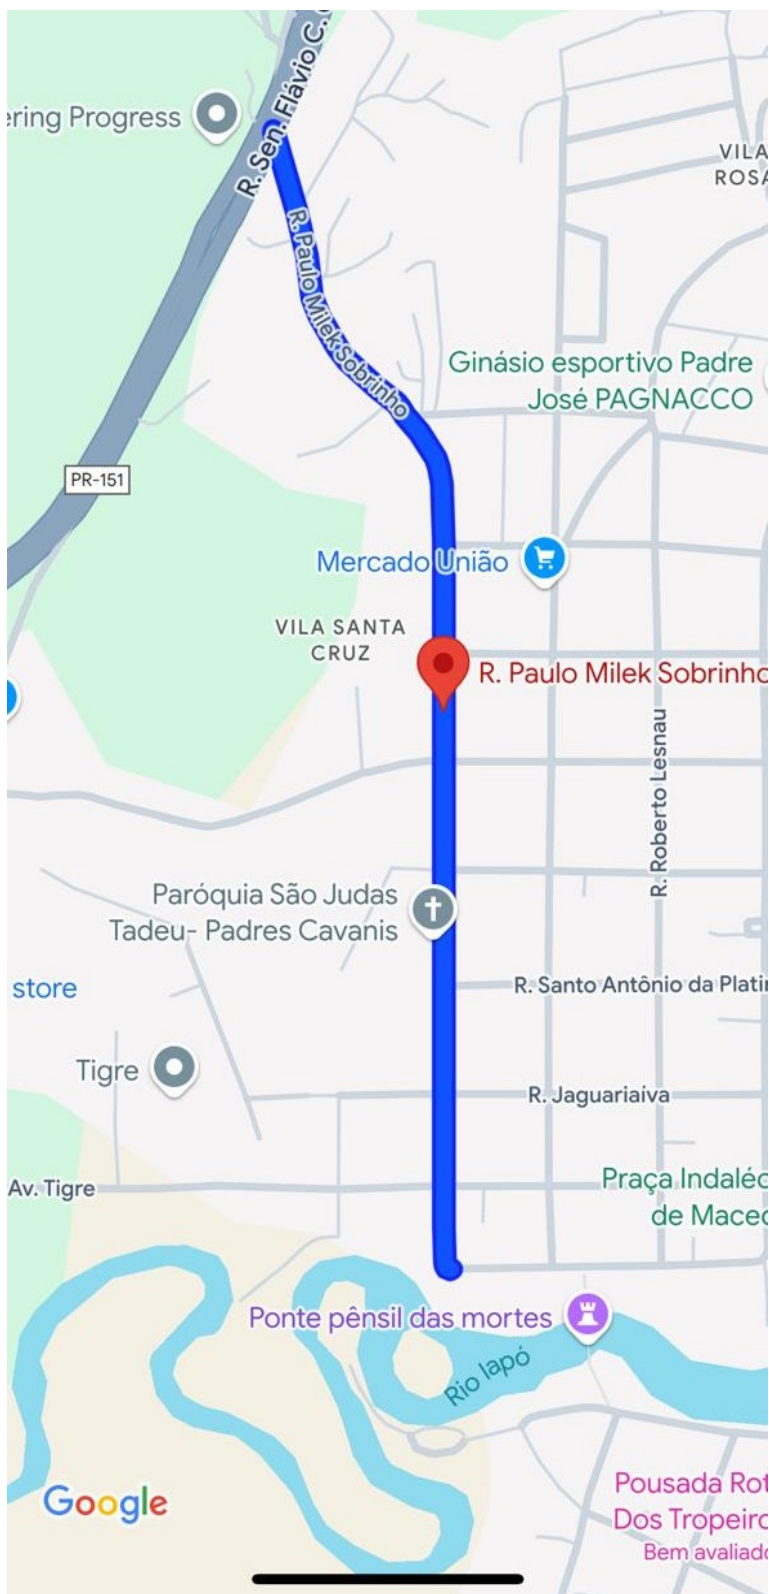 R. Sen. Flávio C.
ering Progress
VILA
ROSA
R. Paulo Milek Sobrinho
Ginásio esportivo Padre
José PAGNACCO
PR-151
Mercado União
VILA SANTA
CRUZ
R. Paulo Milek Sobrinho
R. Roberto Lesnau
Paróquia São Judas
Tadeu- Padres Cavanis
store
R. Santo Antônio da Platin
Tigre
R. Jaguariaíva
Av. Tigre
Praça Indaléc
de Maced
Ponte pênsil das mortes
Rio Iapó
Google
Pousada Rot
Dos Tropeiro
Bem avaliado